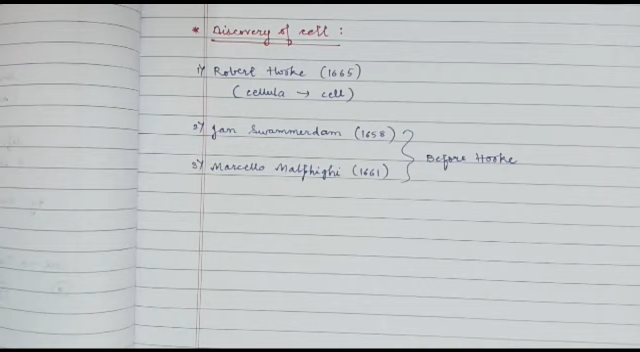 * Discovery of cell :
1) Robert Hooke (1665)
(cellula → cell)
2) Jan Swammerdam (1658)
3) Marcello Malphighi (1661)
} Before Hooke